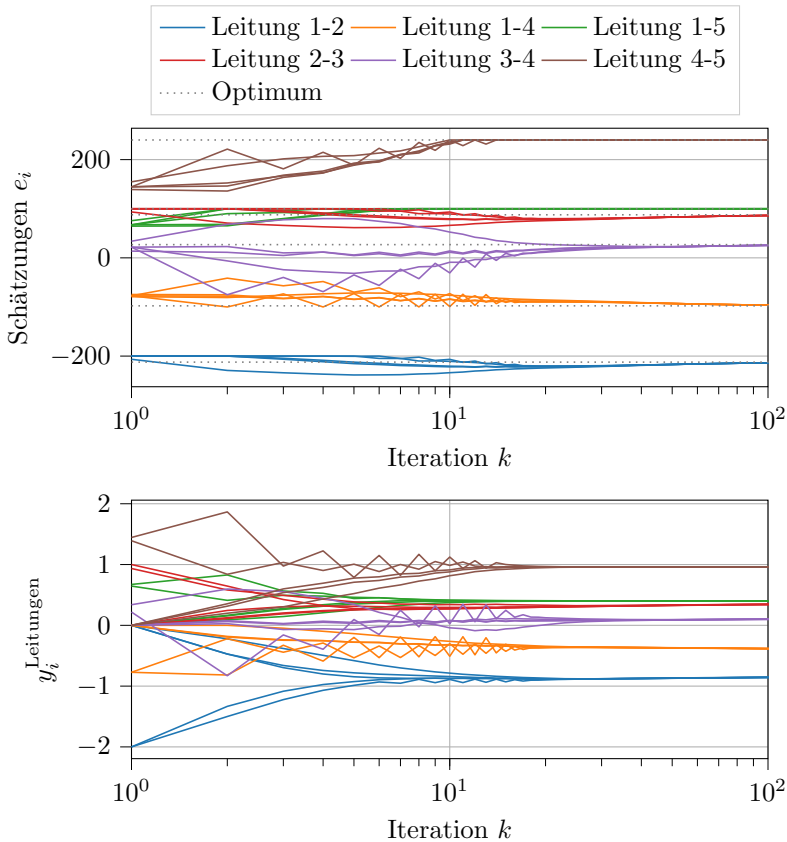 Leitung 1-2 Leitung 1-4 Leitung 1-5
Leitung 2-3 Leitung 3-4 Leitung 4-5
Optimum
Schätzungen e_i
200
0
−200
10^0 10^1 10^2
Iteration k
y_i^Leitungen
2
1
0
−1
−2
10^0 10^1 10^2
Iteration k